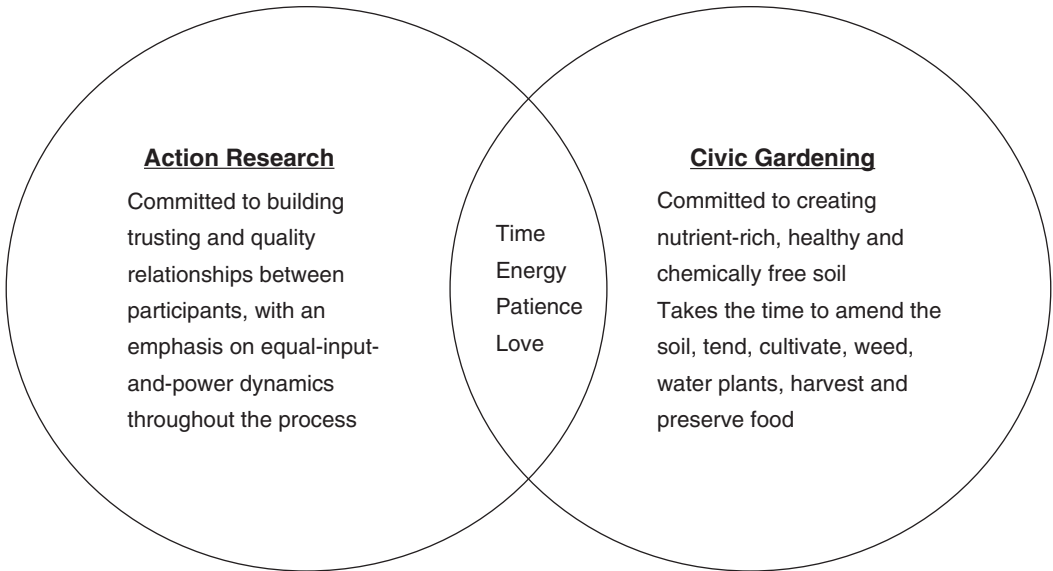 Action Research
Committed to building
trusting and quality
relationships between
participants, with an
emphasis on equal-input-
and-power dynamics
throughout the process
Time
Energy
Patience
Love
Civic Gardening
Committed to creating
nutrient-rich, healthy and
chemically free soil
Takes the time to amend the
soil, tend, cultivate, weed,
water plants, harvest and
preserve food